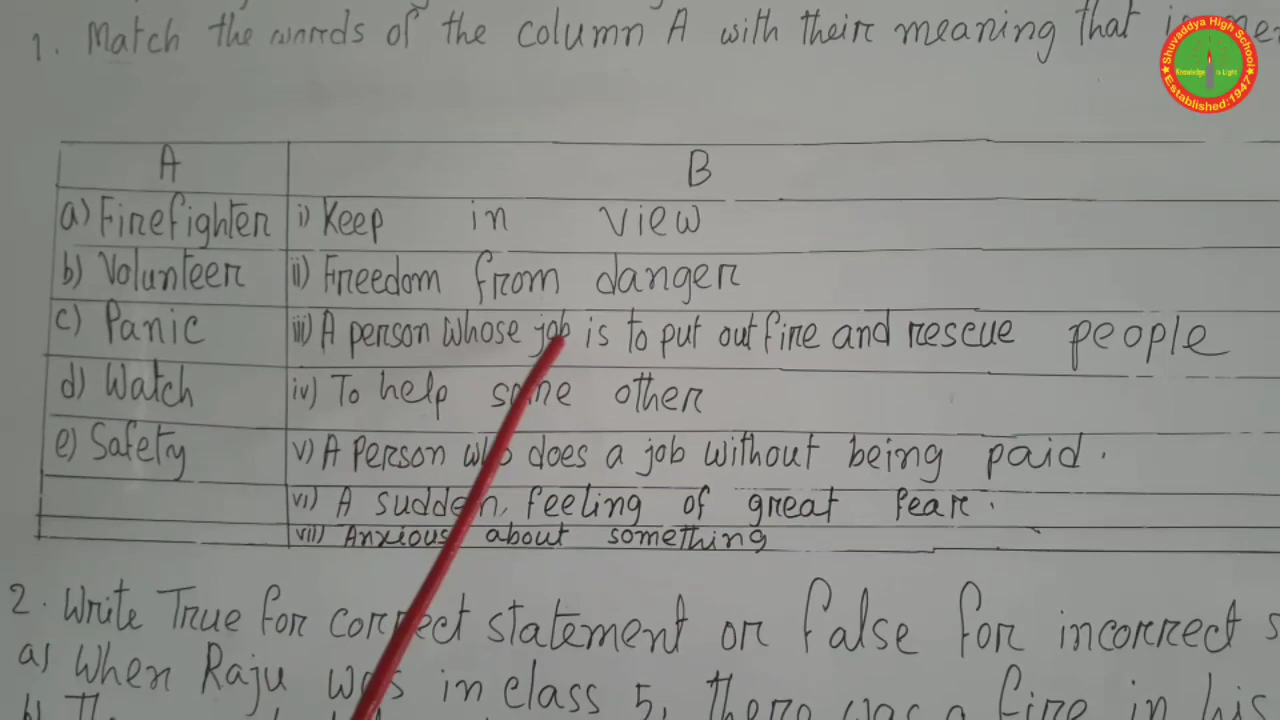 1. Match the words of the column A with their meaning that is
Shuvaddya High School
Knowledge is Light
Established:1947
A
B
a) Firefighter
i) Keep in view
b) Volunteer
ii) Freedom from danger
c) Panic
iii) A person whose job is to put out fire and rescue people
d) Watch
iv) To help some other
e) Safety
v) A person who does a job without being paid.
vi) A sudden, feeling of great fear.
vii) Anxious about something
2. Write True for correct statement or false for incorrect
a) When Raju was in class 5, there was a fire in his
b)